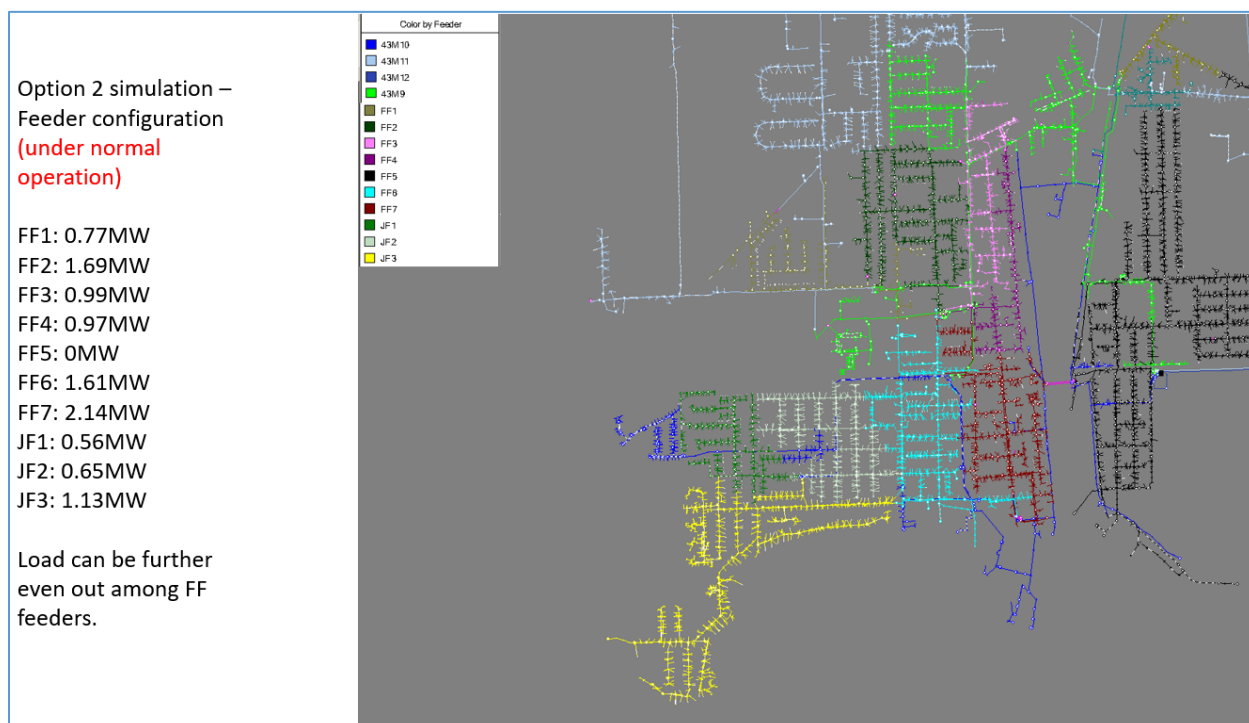 Option 2 simulation –
Feeder configuration
(under normal
operation)
FF1: 0.77MW
FF2: 1.69MW
FF3: 0.99MW
FF4: 0.97MW
FF5: 0MW
FF6: 1.61MW
FF7: 2.14MW
JF1: 0.56MW
JF2: 0.65MW
JF3: 1.13MW
Load can be further
even out among FF
feeders.
Color by Feeder
43M10
43M11
43M12
43M9
FF1
FF2
FF3
FF4
FF5
FF6
FF7
JF1
JF2
JF3